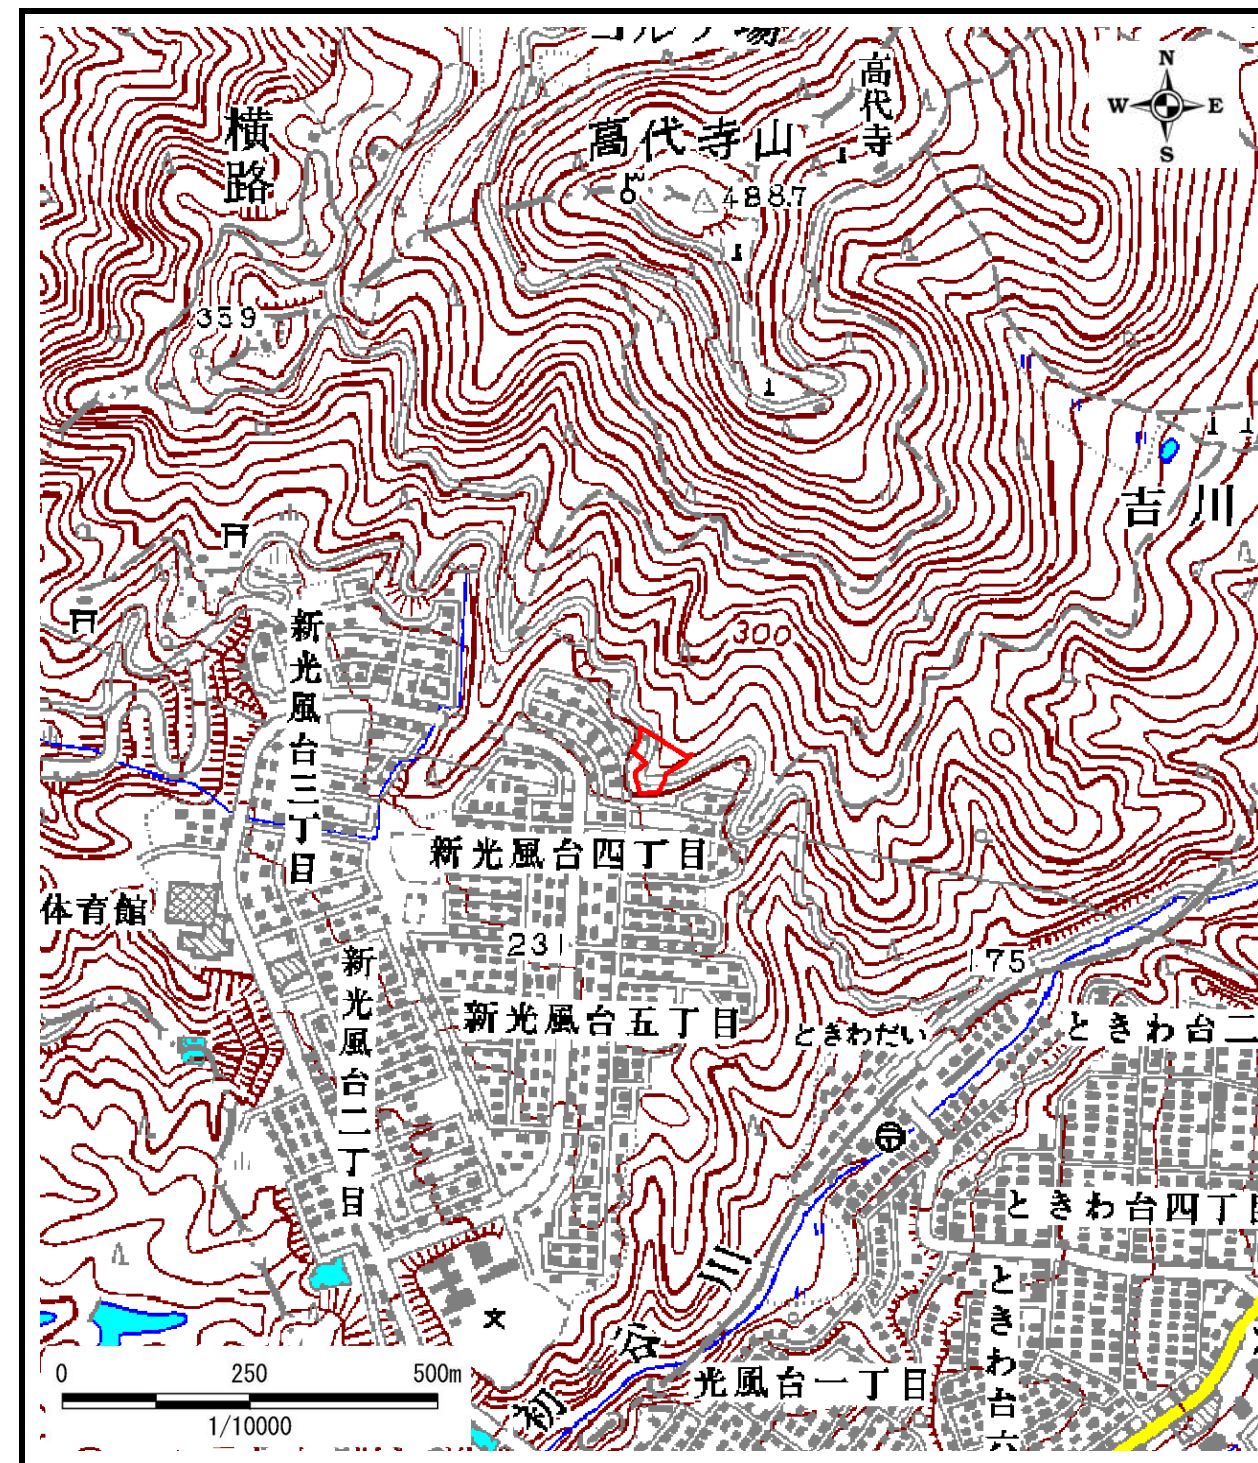 ゴルフ場
高代寺
N
W E
S
横路
高代寺山
488.7
359
吉川
300
新光風台三丁目
新光風台四丁目
体育館
231
新光風台二丁目
175
新光風台五丁目
ときわだい
ときわ台二
ときわ台四丁目
初谷川
ときわ台六
光風台一丁目
0 250 500m
1/10000